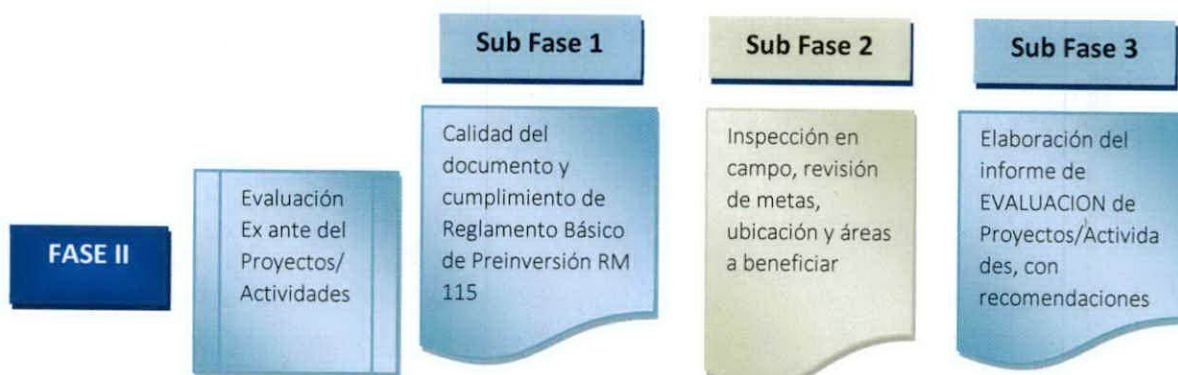 Sub Fase 1
Sub Fase 2
Sub Fase 3
FASE II
Evaluación
Ex ante del
Proyectos/
Actividades
Calidad del
documento y
cumplimiento de
Reglamento Básico
de Preinversión RM
115
Inspección en
campo, revisión
de metas,
ubicación y áreas
a beneficiar
Elaboración del
informe de
EVALUACION de
Proyectos/Activida
des, con
recomendaciones